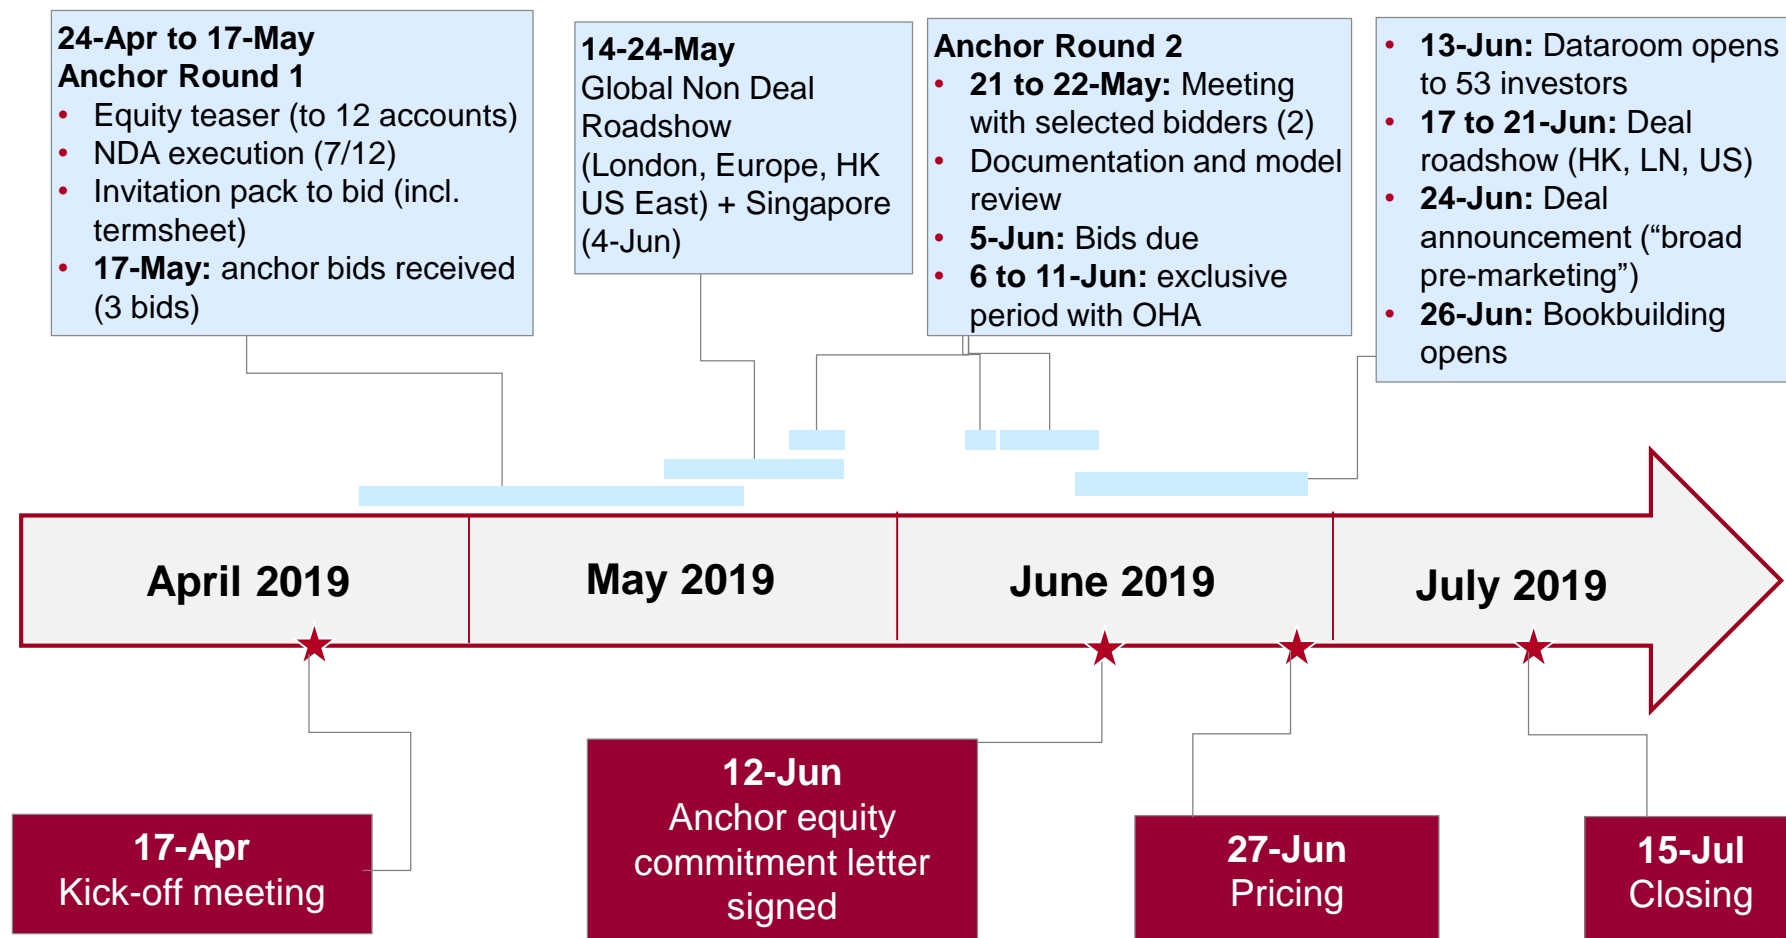 24-Apr to 17-May
Anchor Round 1
• Equity teaser (to 12 accounts)
• NDA execution (7/12)
• Invitation pack to bid (incl.
termsheet)
• 17-May: anchor bids received
(3 bids)
14-24-May
Global Non Deal
Roadshow
(London, Europe, HK
US East) + Singapore
(4-Jun)
Anchor Round 2
• 21 to 22-May: Meeting
with selected bidders (2)
• Documentation and model
review
• 5-Jun: Bids due
• 6 to 11-Jun: exclusive
period with OHA
• 13-Jun: Dataroom opens
to 53 investors
• 17 to 21-Jun: Deal
roadshow (HK, LN, US)
• 24-Jun: Deal
announcement (“broad
pre-marketing”)
• 26-Jun: Bookbuilding
opens
April 2019
May 2019
June 2019
July 2019
17-Apr
Kick-off meeting
12-Jun
Anchor equity
commitment letter
signed
27-Jun
Pricing
15-Jul
Closing